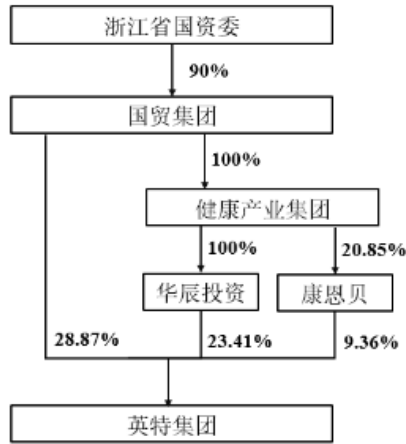 浙江省国资委
90%
国贸集团
100%
健康产业集团
100%
20.85%
华辰投资
康恩贝
28.87%
23.41%
9.36%
英特集团